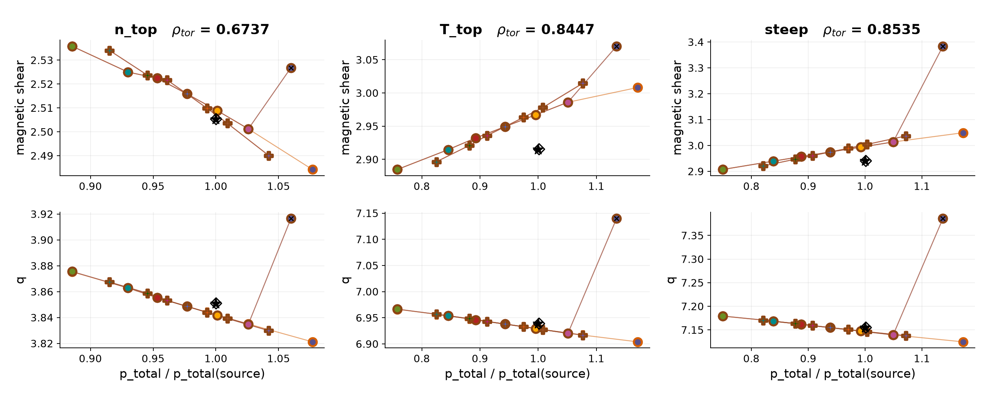 n_top ρtor = 0.6737
T_top ρtor = 0.8447
steep ρtor = 0.8535
magnetic shear
2.53
2.52
2.51
2.50
2.49
0.90 0.95 1.00 1.05
magnetic shear
3.05
3.00
2.95
2.90
0.8 0.9 1.0 1.1
magnetic shear
3.4
3.3
3.2
3.1
3.0
2.9
0.8 0.9 1.0 1.1
q
3.92
3.90
3.88
3.86
3.84
3.82
0.90 0.95 1.00 1.05
p_total / p_total(source)
q
7.15
7.10
7.05
7.00
6.95
6.90
0.8 0.9 1.0 1.1
p_total / p_total(source)
q
7.35
7.30
7.25
7.20
7.15
0.8 0.9 1.0 1.1
p_total / p_total(source)